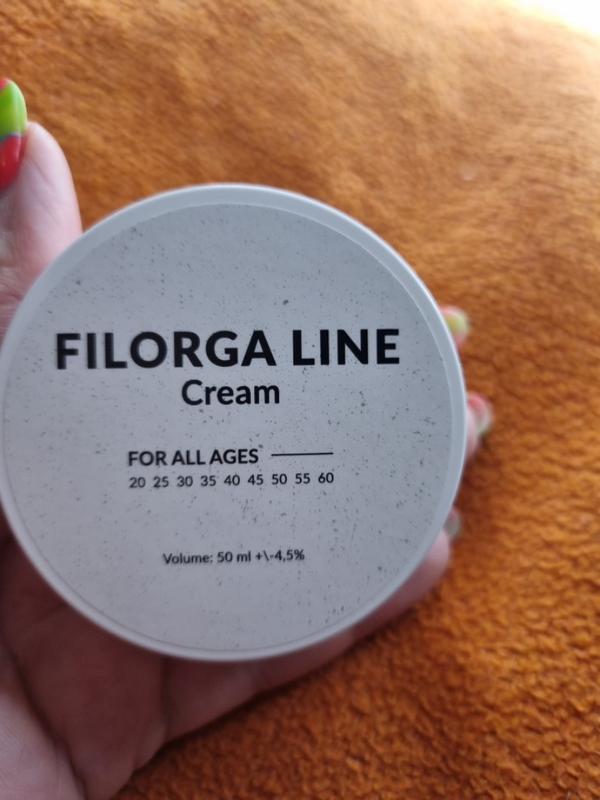 FILORGA LINE
Cream
FOR ALL AGES
20 25 30 35 40 45 50 55 60
Volume: 50 ml +\-4,5%